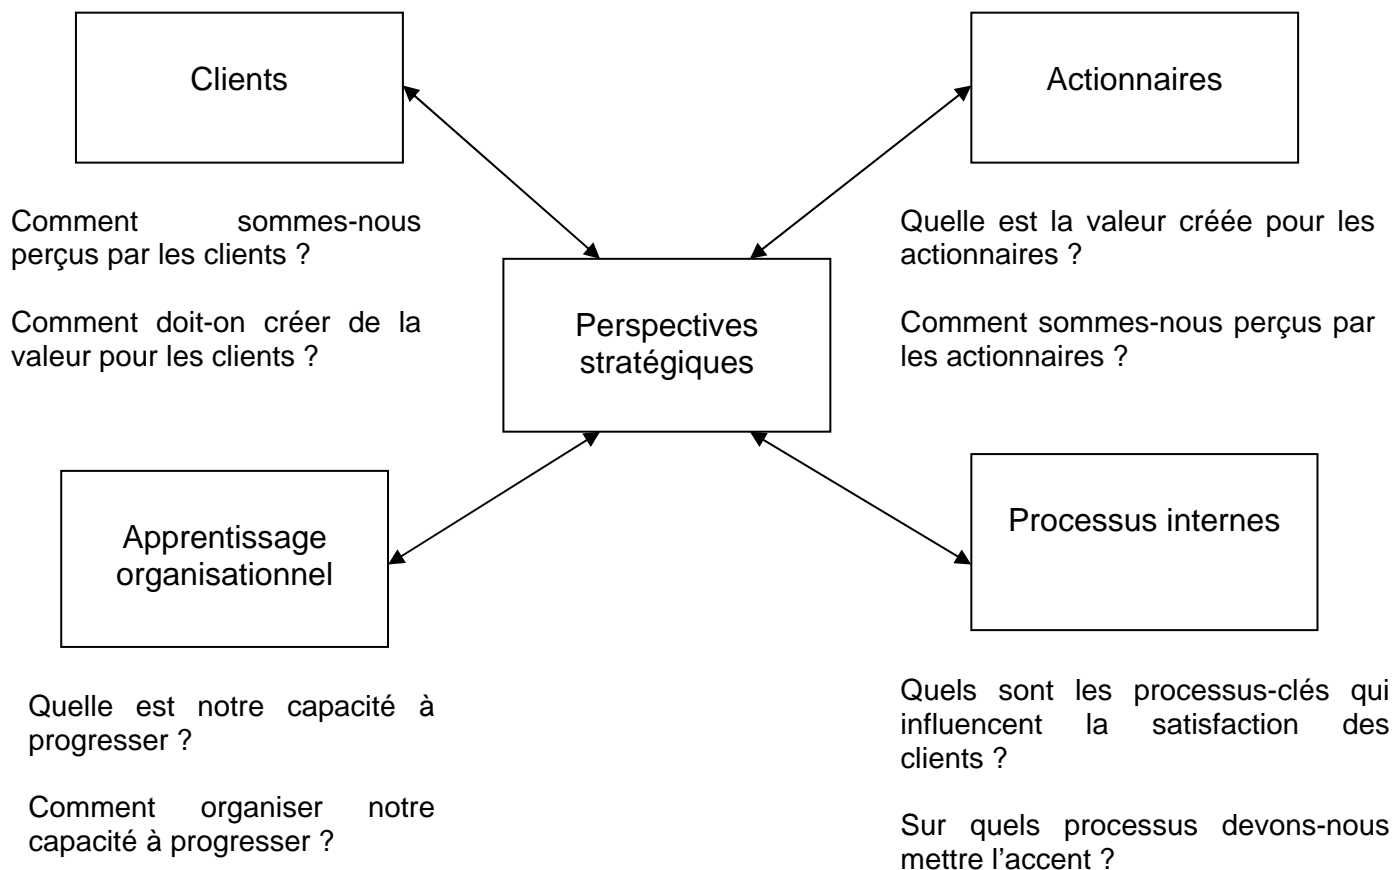 Clients
Actionnaires
Comment sommes-nous
perçus par les clients ?
Comment doit-on créer de la
valeur pour les clients ?
Quelle est la valeur créée pour les
actionnaires ?
Comment sommes-nous perçus par
les actionnaires ?
Perspectives
stratégiques
Apprentissage
organisationnel
Processus internes
Quelle est notre capacité à
progresser ?
Comment organiser notre
capacité à progresser ?
Quels sont les processus-clés qui
influencent la satisfaction des
clients ?
Sur quels processus devons-nous
mettre l’accent ?